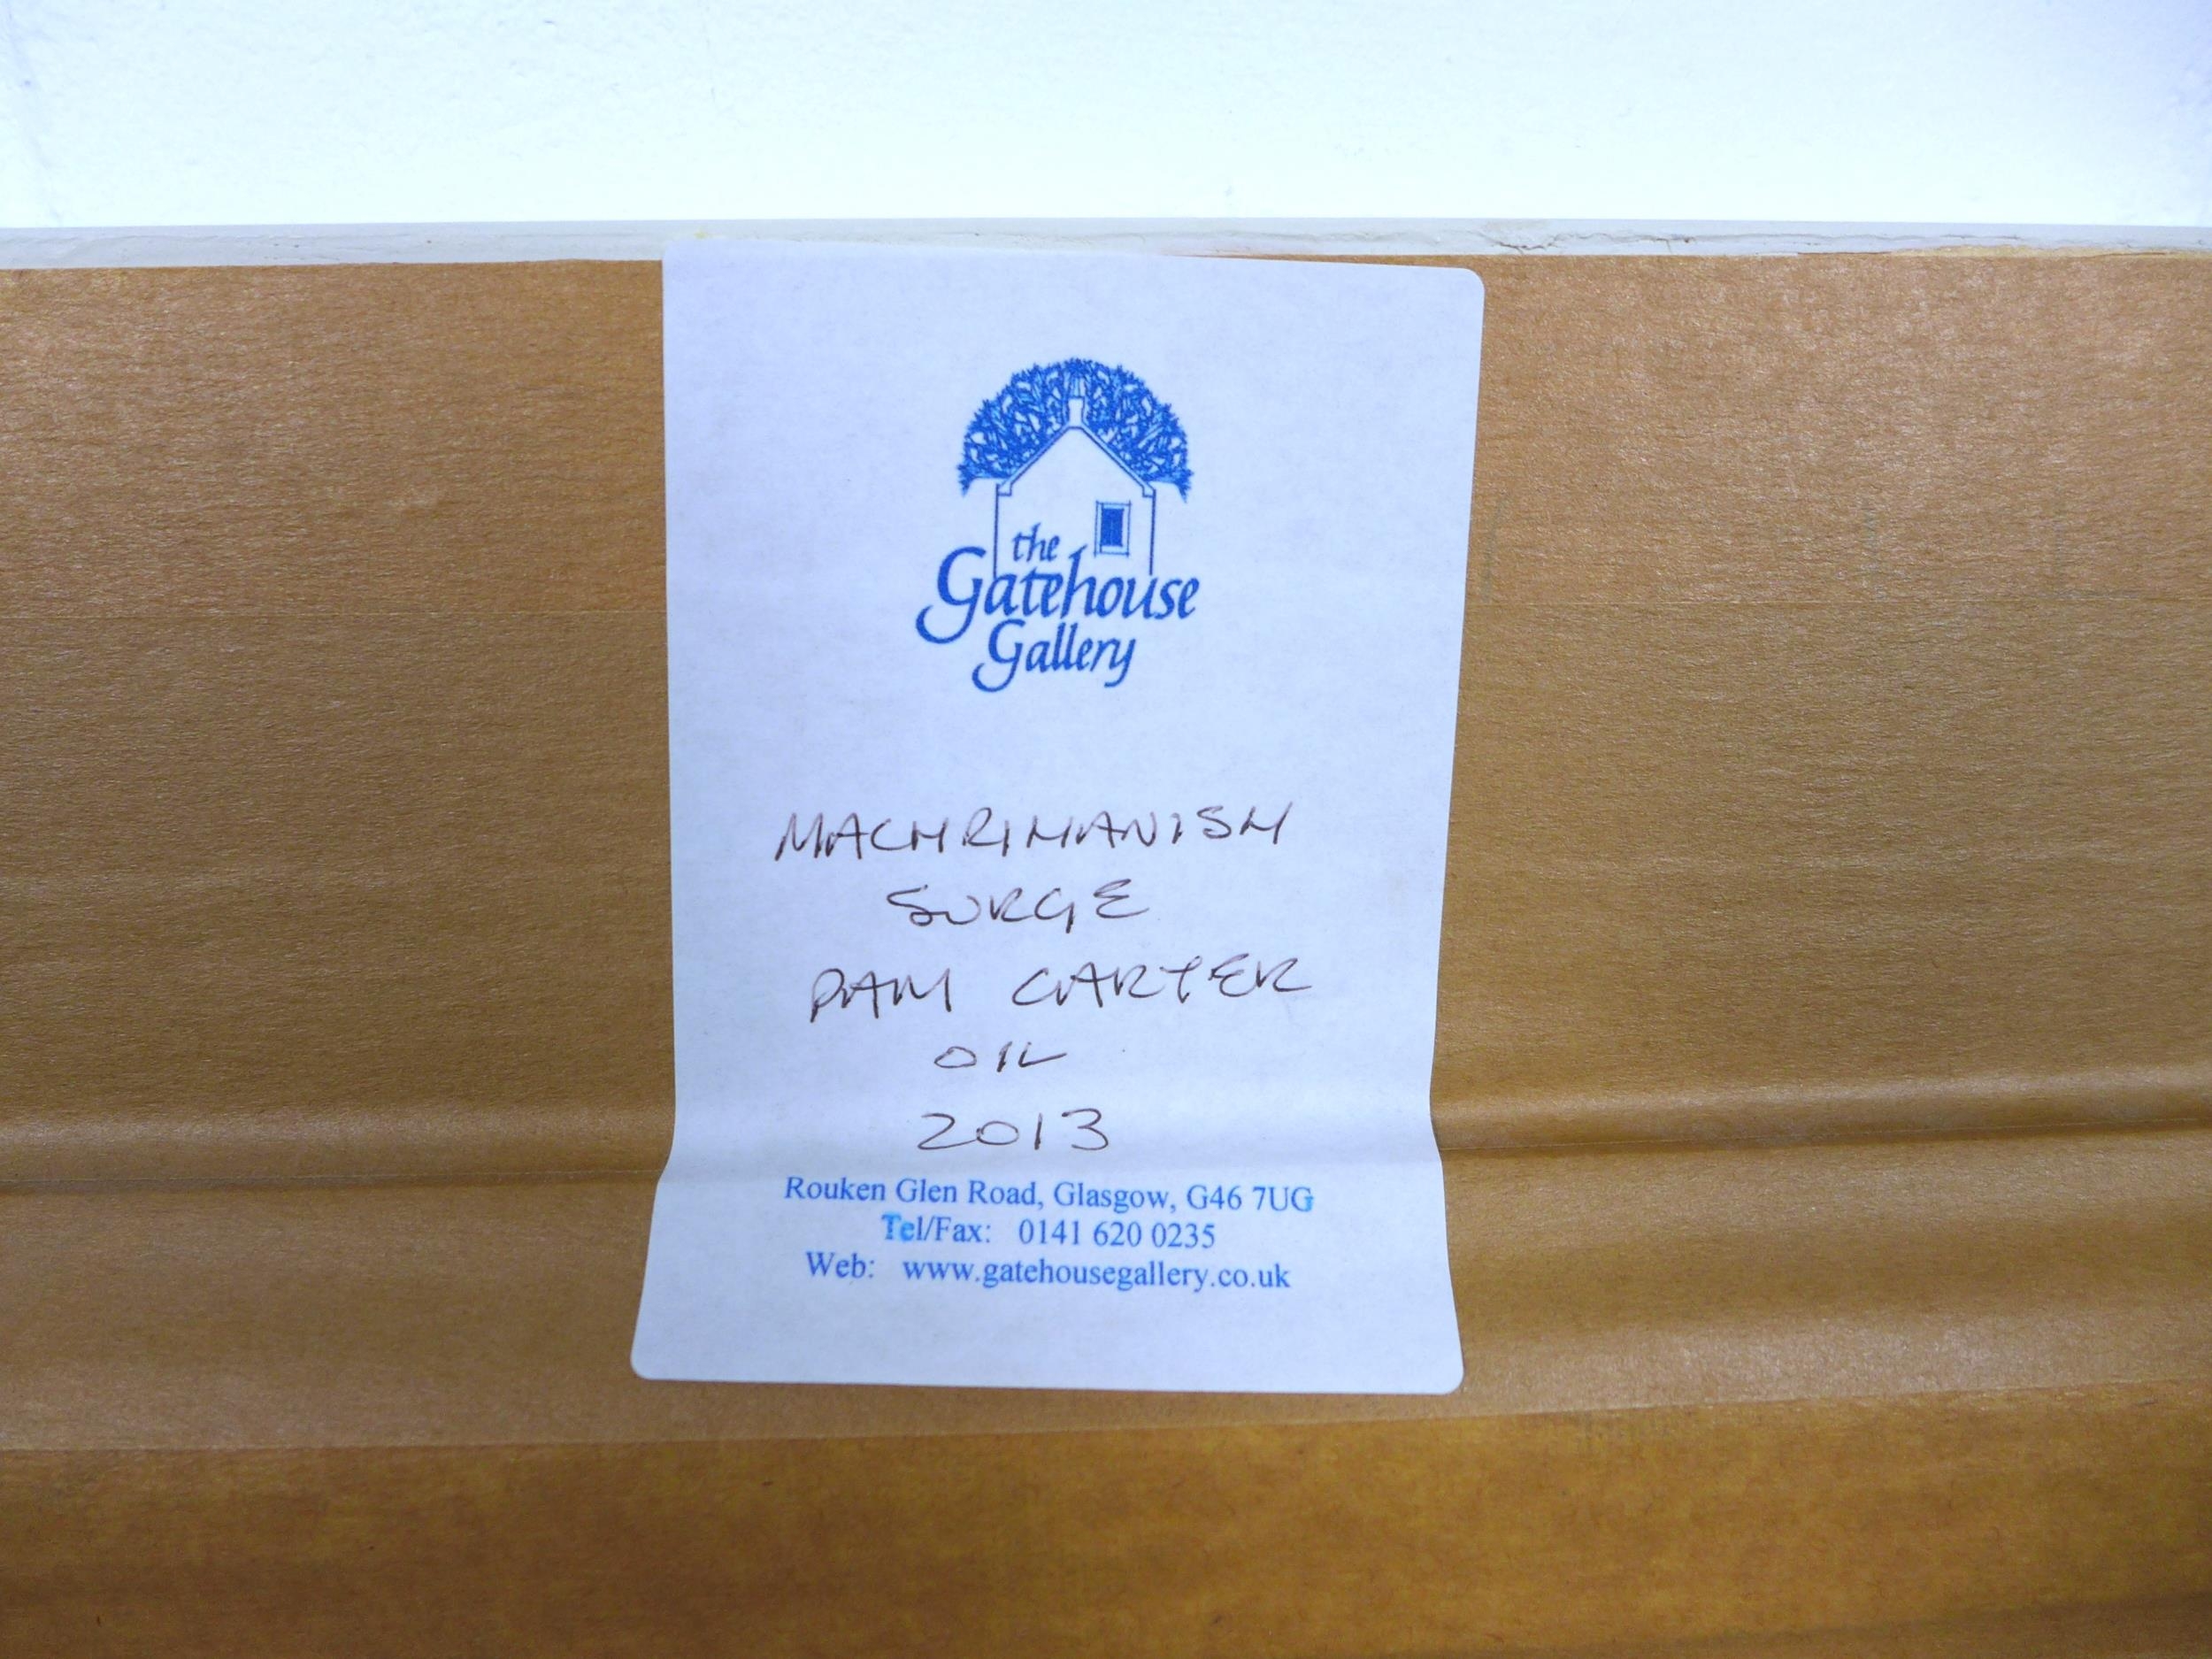 the
Gatehouse
Gallery
MACHRIHANISH
SURGE
PAM CARTER
OIL
2013
Rouken Glen Road, Glasgow, G46 7UG
Tel/Fax: 0141 620 0235
Web: www.gatehousegallery.co.uk